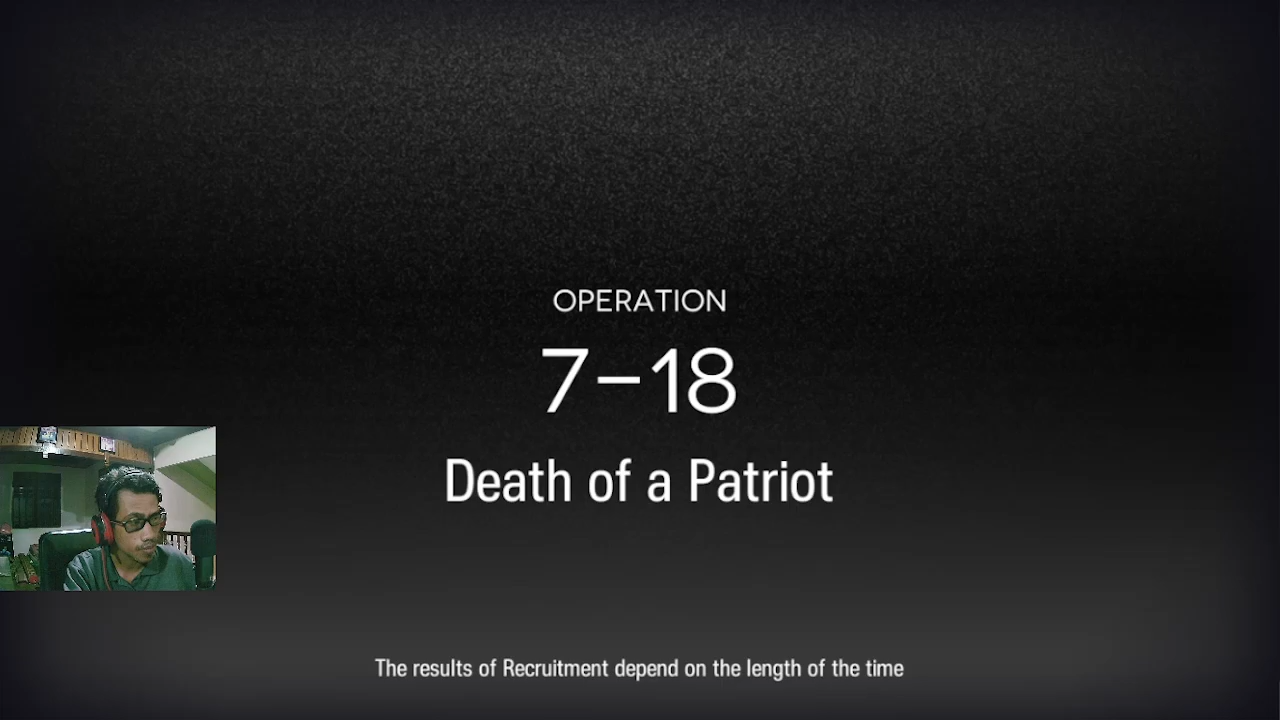 OPERATION
7-18
Death of a Patriot
The results of Recruitment depend on the length of the time